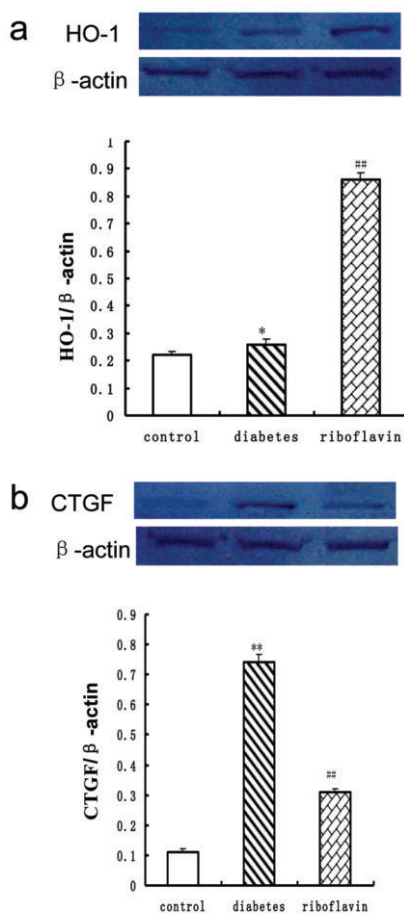 a
HO-1
β-actin
HO-1/β-actin
1
0.9
0.8
0.7
0.6
0.5
0.4
0.3
0.2
0.1
0
*
##
control diabetes riboflavin
b
CTGF
β-actin
CTGF/β-actin
0.9
0.8
0.7
0.6
0.5
0.4
0.3
0.2
0.1
0
**
##
control diabetes riboflavin